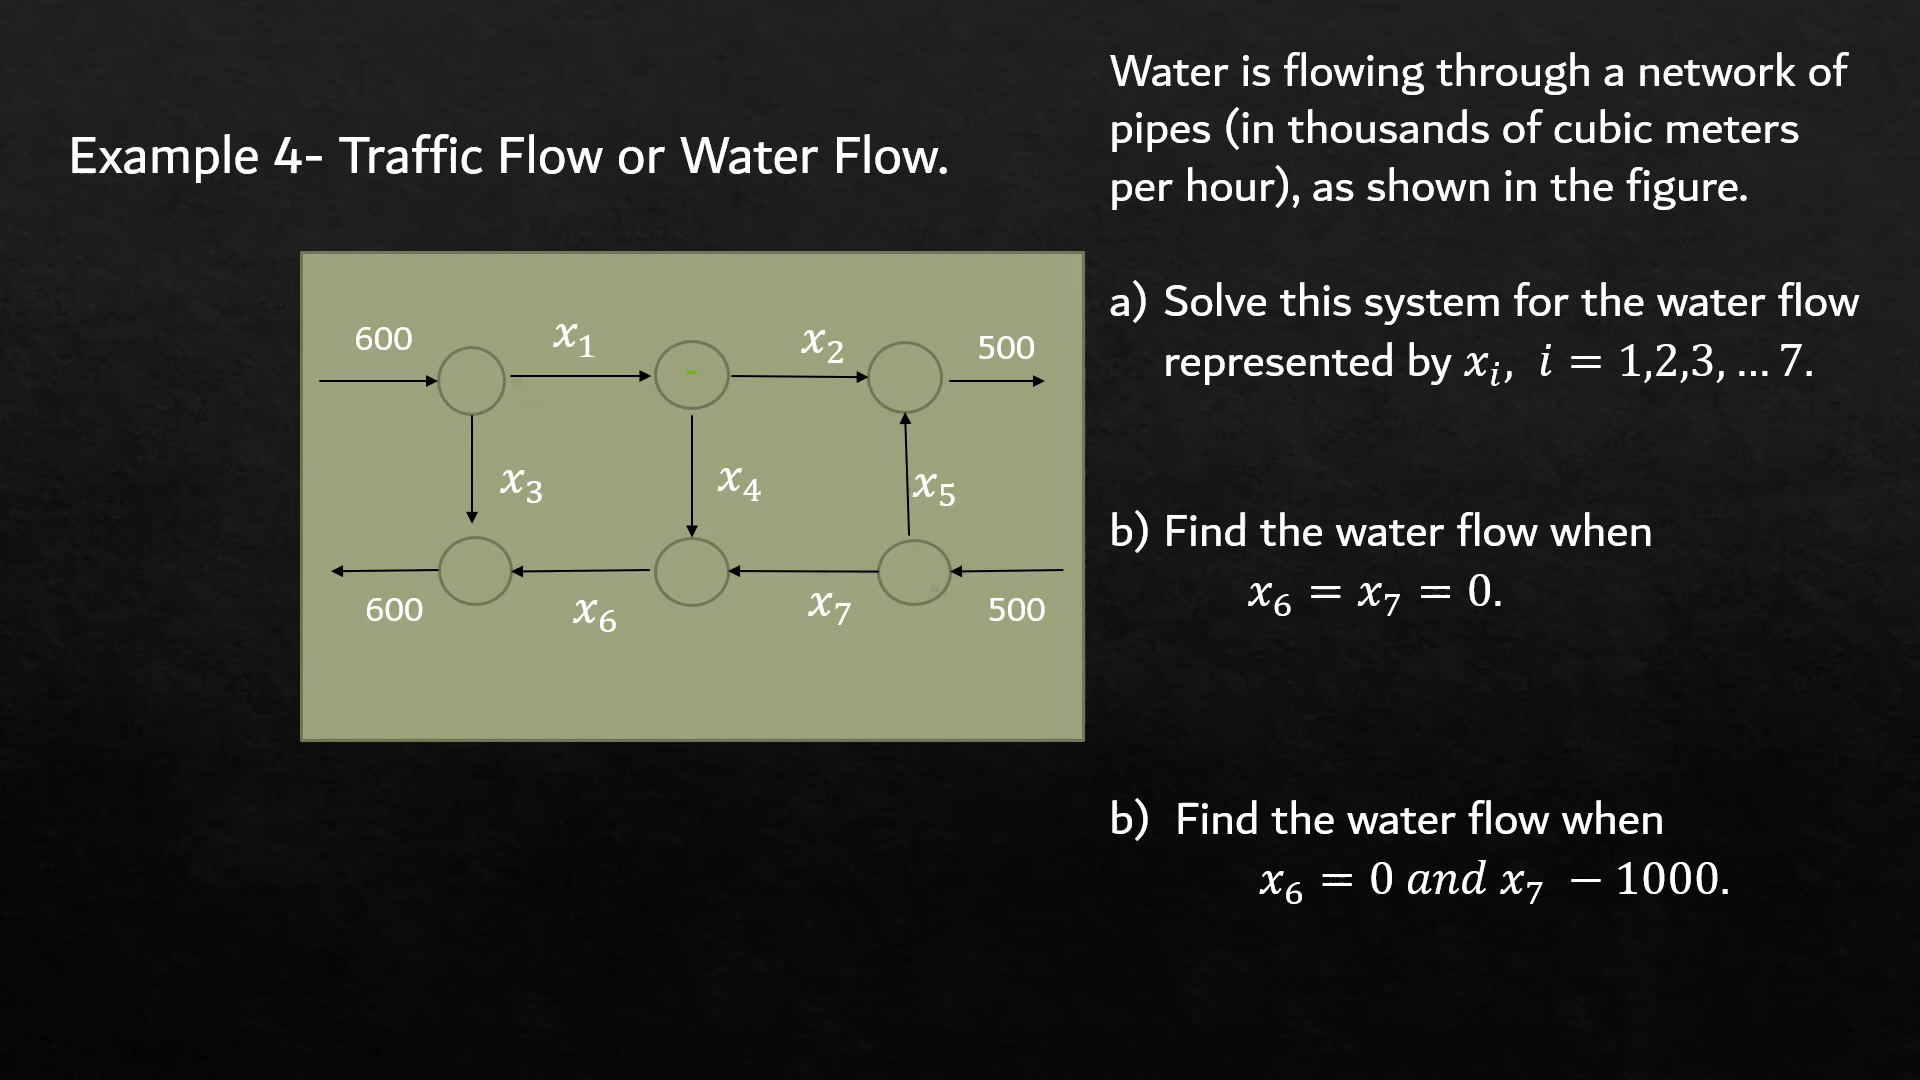 Example 4- Traffic Flow or Water Flow.
600
x₁
x₂
500
x₃
x₄
x₅
600
x₆
x₇
500
Water is flowing through a network of
pipes (in thousands of cubic meters
per hour), as shown in the figure.
a) Solve this system for the water flow
represented by xᵢ, i = 1,2,3, … 7.
b) Find the water flow when
x₆ = x₇ = 0.
b) Find the water flow when
x₆ = 0 and x₇ − 1000.